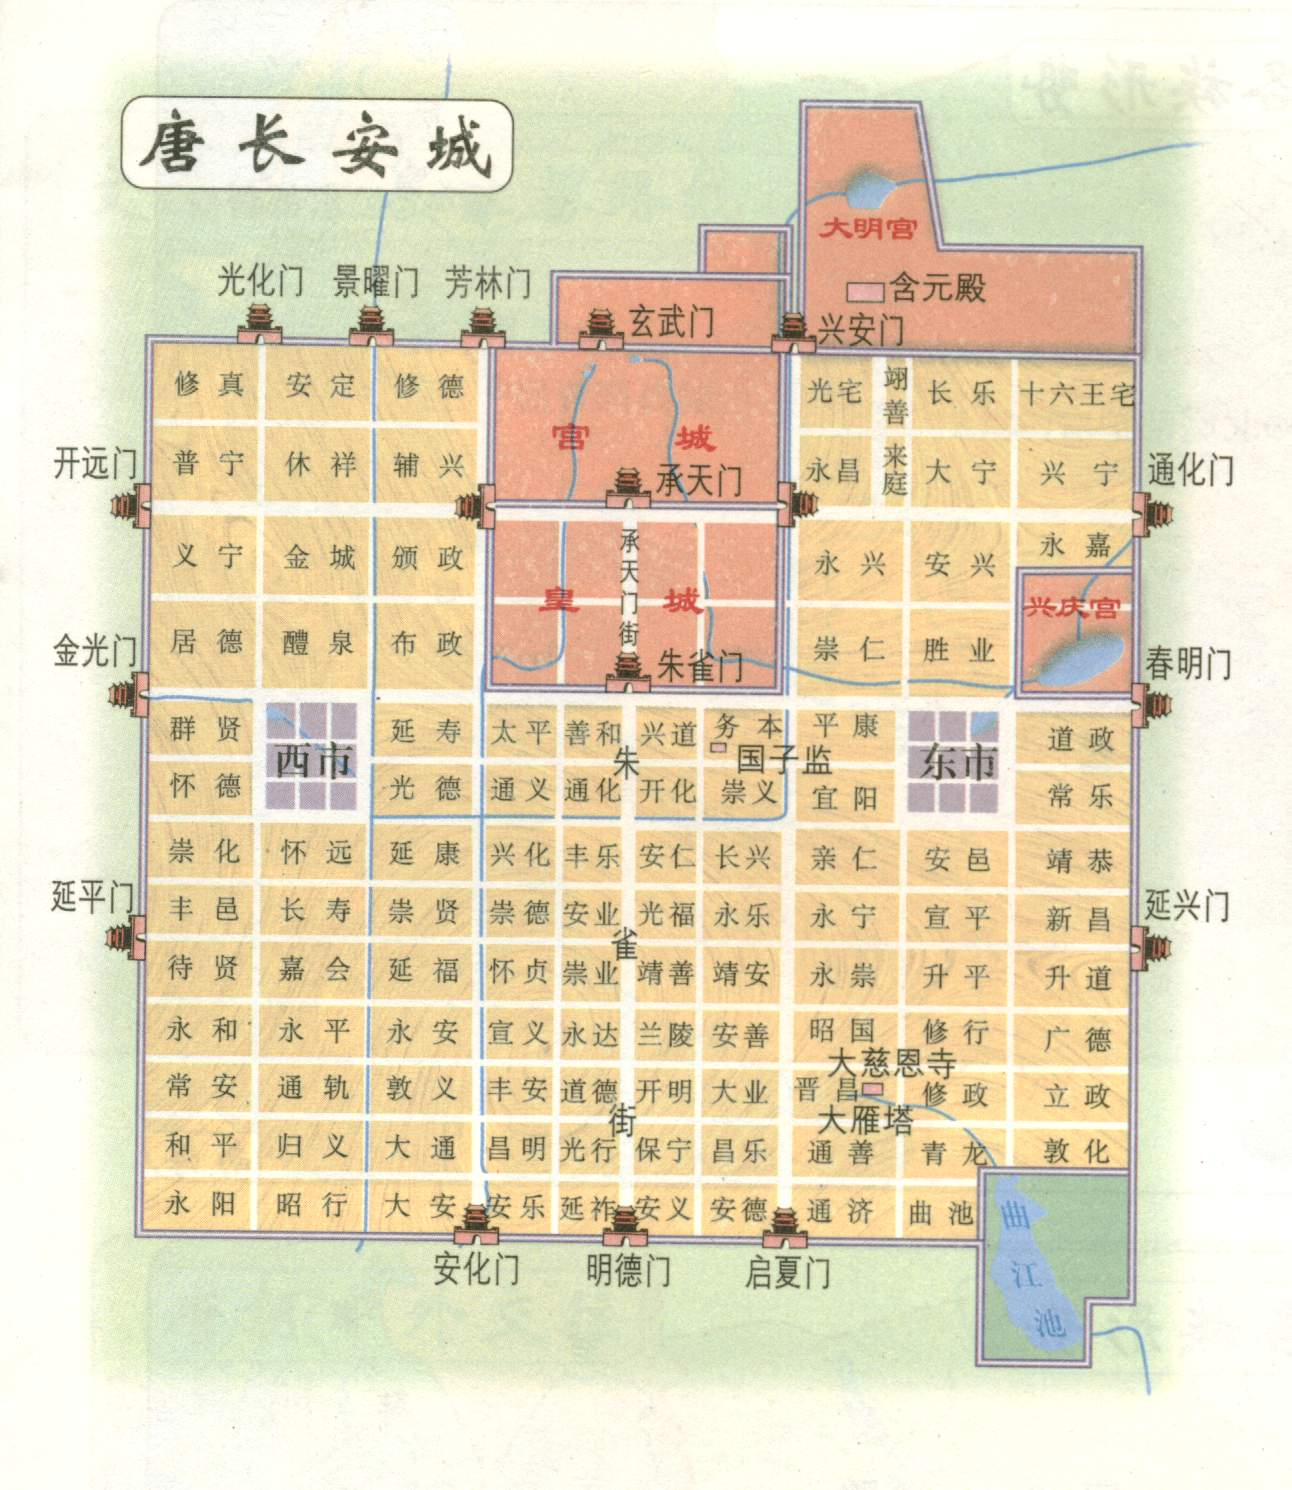 唐长安城
大明宫
含元殿
光化门 景曜门 芳林门
玄武门 兴安门
修真 安定 修德 光宅 翊善 长乐 十六王宅
宫城
开远门 普宁 休祥 辅兴 承天门 永昌 来庭 大宁 兴宁 通化门
义宁 金城 颁政 承天门街 永兴 安兴 永嘉
皇城 兴庆宫
金光门 居德 醴泉 布政 朱雀门 崇仁 胜业 春明门
群贤 西市 延寿 太平 善和 兴道 务本 平康 东市 道政
朱 国子监
怀德 光德 通义 通化 开化 崇义 宜阳 常乐
崇化 怀远 延康 兴化 丰乐 安仁 长兴 亲仁 安邑 靖恭
延平门 丰邑 长寿 崇贤 崇德 安业 光福 永乐 永宁 宣平 新昌 延兴门
雀
待贤 嘉会 延福 怀贞 崇业 靖善 靖安 永崇 升平 升道
永和 永平 永安 宣义 永达 兰陵 安善 昭国 修行 广德
大慈恩寺
常安 通轨 敦义 丰安 道德 开明 大业 晋昌 修政 立政
街 大雁塔
和平 归义 大通 昌明 光行 保宁 昌乐 通善 青龙 敦化
永阳 昭行 大安 安乐 延祚 安义 安德 通济 曲池
曲江池
安化门 明德门 启夏门